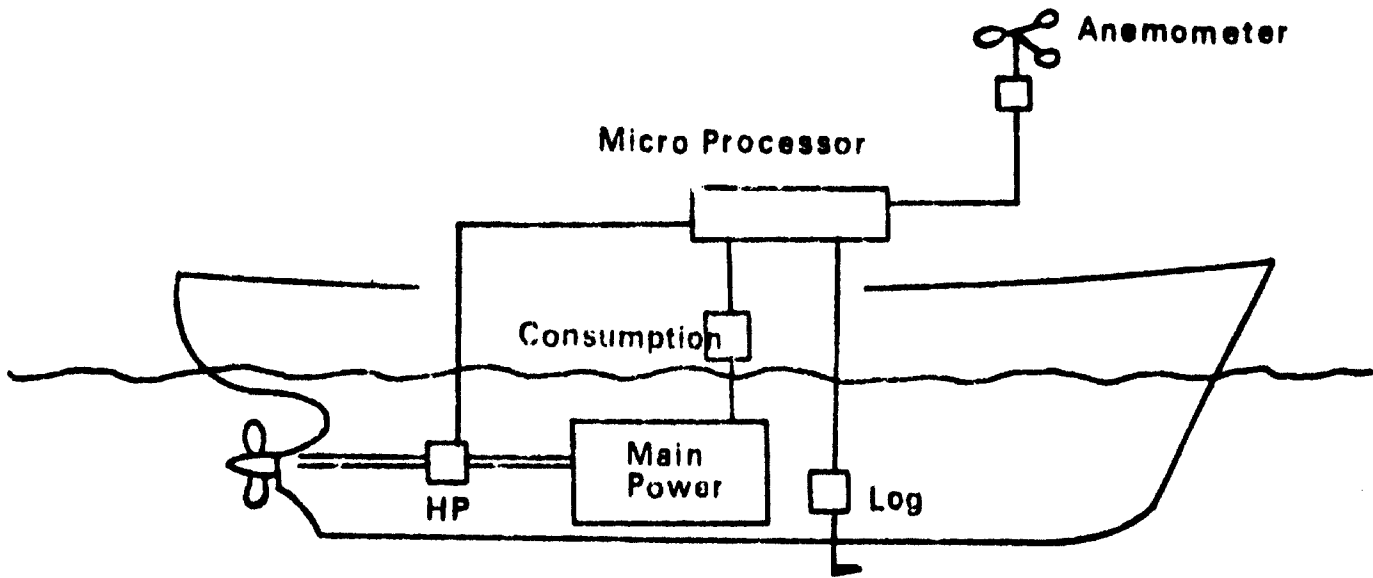 Anemometer
Micro Processor
Consumption
Main
Power
HP
Log